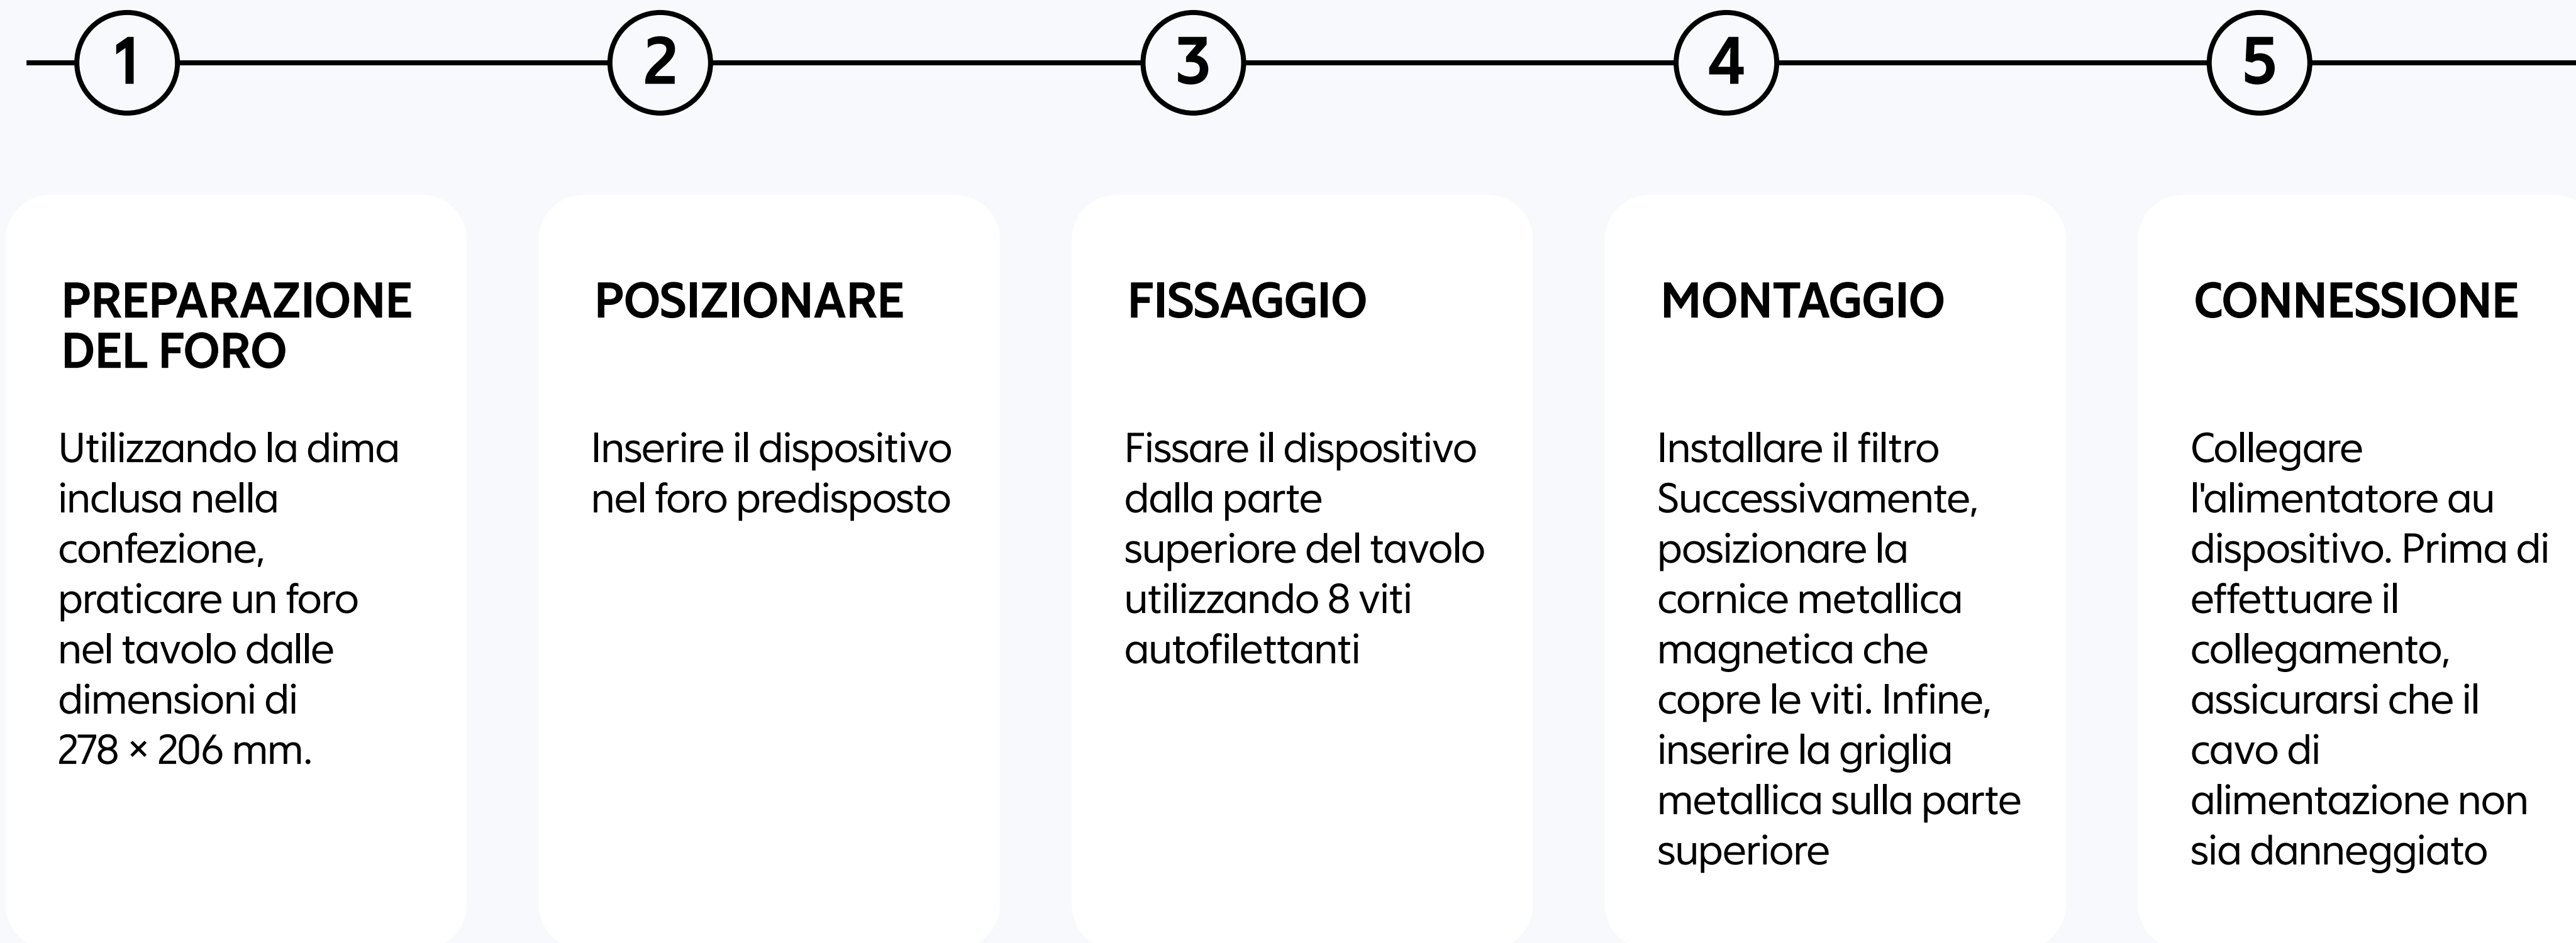 1
2
3
4
5
PREPARAZIONE
DEL FORO
Utilizzando la dima
inclusa nella
confezione,
praticare un foro
nel tavolo dalle
dimensioni di
278 × 206 mm.
POSIZIONARE
Inserire il dispositivo
nel foro predisposto
FISSAGGIO
Fissare il dispositivo
dalla parte
superiore del tavolo
utilizzando 8 viti
autofilettanti
MONTAGGIO
Installare il filtro
Successivamente,
posizionare la
cornice metallica
magnetica che
copre le viti. Infine,
inserire la griglia
metallica sulla parte
superiore
CONNESSIONE
Collegare
l'alimentatore au
dispositivo. Prima di
effettuare il
collegamento,
assicurarsi che il
cavo di
alimentazione non
sia danneggiato